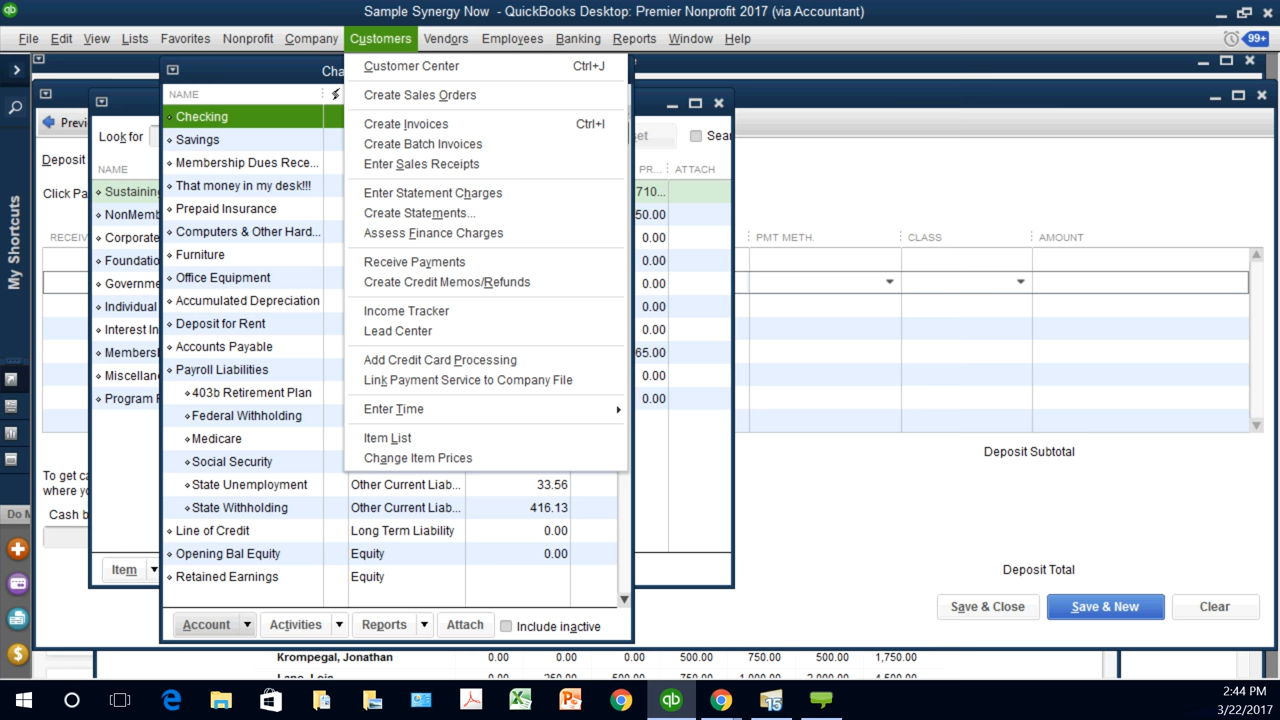 Sample Synergy Now - QuickBooks Desktop: Premier Nonprofit 2017 (via Accountant)
File Edit View Lists Favorites Nonprofit Company Customers Vendors Employees Banking Reports Window Help
99+
My Shortcuts
Do M
Previ
Deposit
Click Pa
RECEIV
To get ca
where yo
Cash b
Look for
NAME
Sustaining
NonMemb
Corporate
Foundatio
Governme
Individual
Interest In
Membersh
Miscellane
Program F
Item
Cha
NAME
Checking
Savings
Membership Dues Rece...
That money in my desk!!!
Prepaid Insurance
Computers & Other Hard...
Furniture
Office Equipment
Accumulated Depreciation
Deposit for Rent
Accounts Payable
Payroll Liabilities
403b Retirement Plan
Federal Withholding
Medicare
Social Security
State Unemployment Other Current Liab... 33.56
State Withholding Other Current Liab... 416.13
Line of Credit Long Term Liability 0.00
Opening Bal Equity Equity 0.00
Retained Earnings Equity
Account Activities Reports Attach Include inactive
Customer Center Ctrl+J
Create Sales Orders
Create Invoices Ctrl+I
Create Batch Invoices
Enter Sales Receipts
Enter Statement Charges
Create Statements...
Assess Finance Charges
Receive Payments
Create Credit Memos/Refunds
Income Tracker
Lead Center
Add Credit Card Processing
Link Payment Service to Company File
Enter Time
Item List
Change Item Prices
set Sear
PR... ATTACH
710...
50.00
0.00
0.00
0.00
0.00
0.00
65.00
0.00
0.00
PMT METH. CLASS AMOUNT
Deposit Subtotal
Deposit Total
Save & Close Save & New Clear
Krompegal, Jonathan 0.00 0.00 0.00 500.00 750.00 500.00 1,750.00
2:44 PM
3/22/2017
15